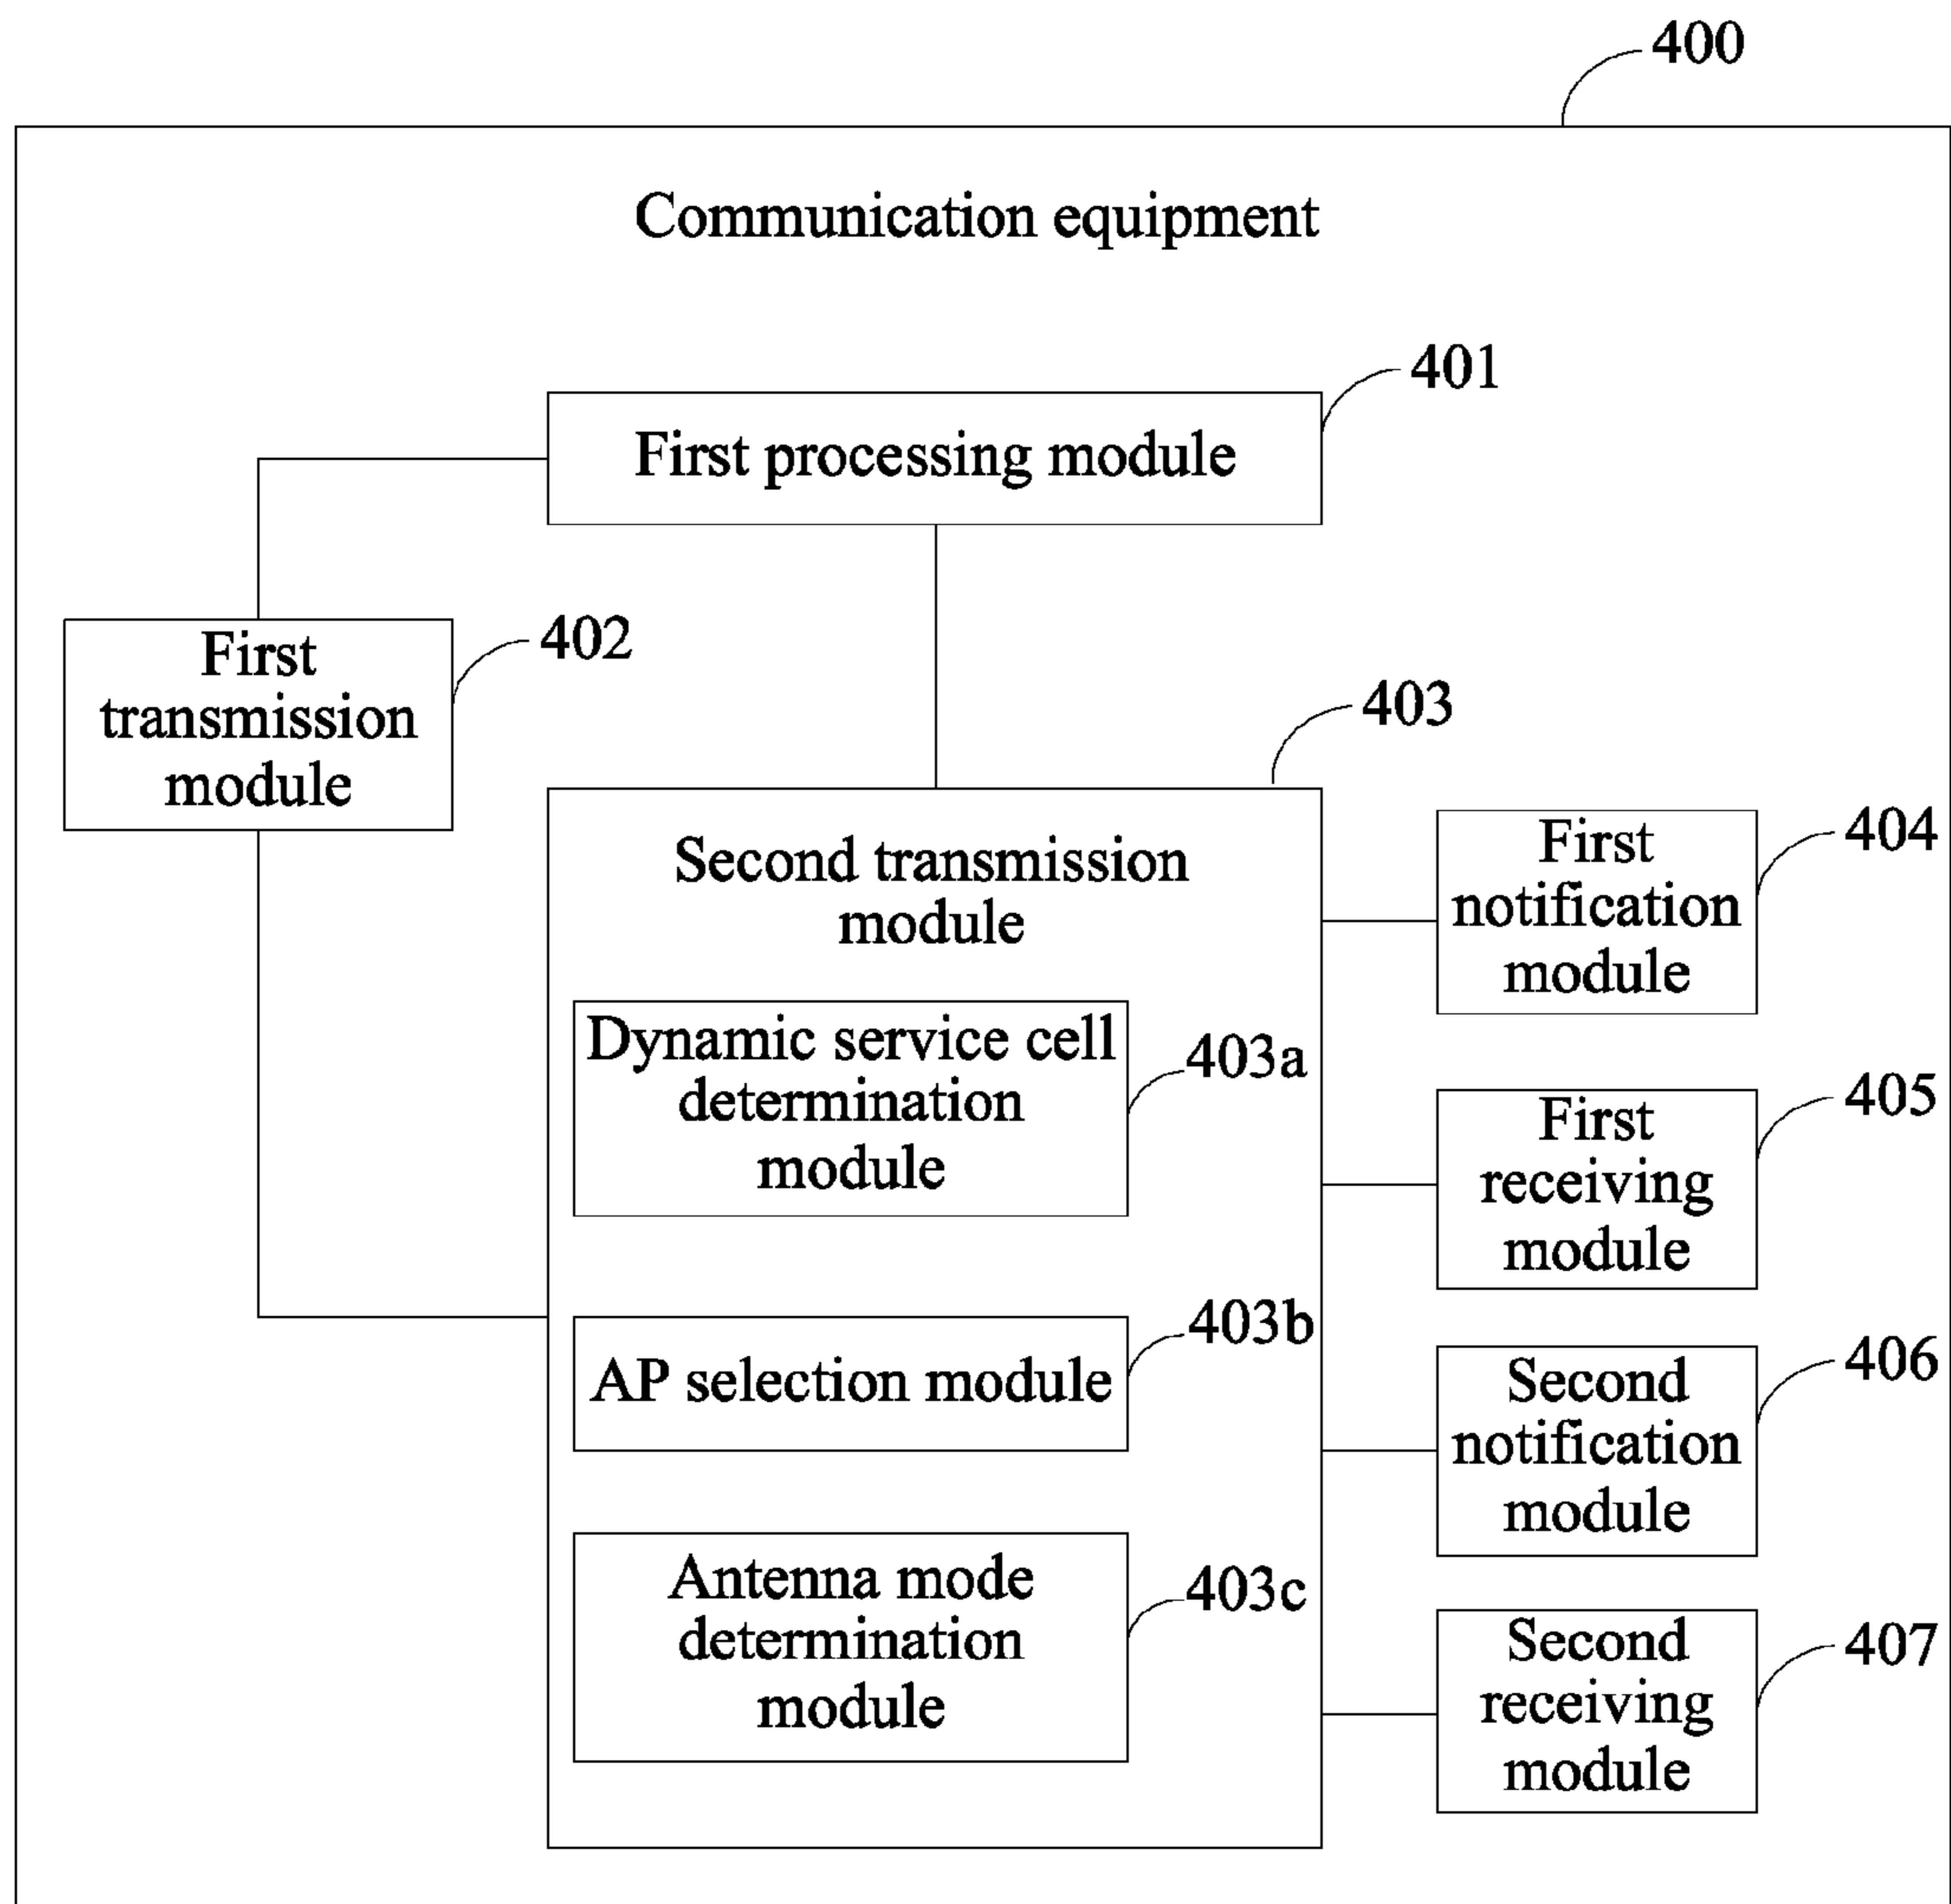 400
Communication equipment
401
First processing module
402
First
transmission
module
403
Second transmission
module
404
First
notification
module
Dynamic service cell
determination
module
403a
405
First
receiving
module
403b
AP selection module
406
Second
notification
module
Antenna mode
determination
module
403c
407
Second
receiving
module